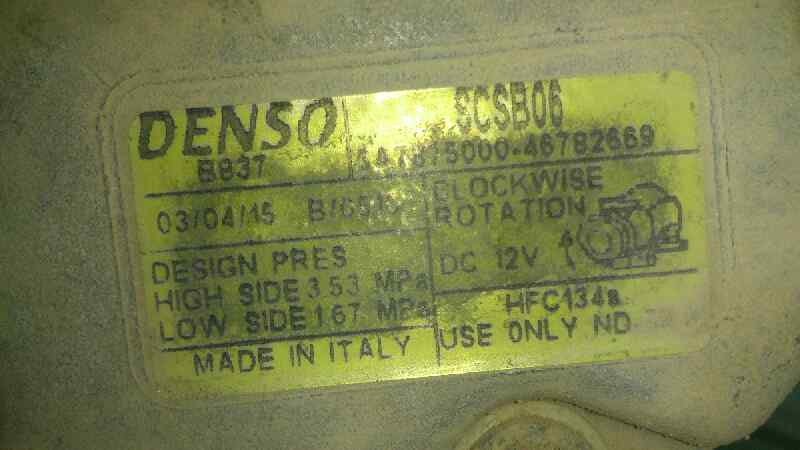 DENSO
SCSB06
B837
5A7875000-46782669
03/04/15
CLOCKWISE
ROTATION
DC 12V
DESIGN PRES
HIGH SIDE 3.53 MPa
LOW SIDE 1.67 MPa
HFC134a
USE ONLY ND
MADE IN ITALY